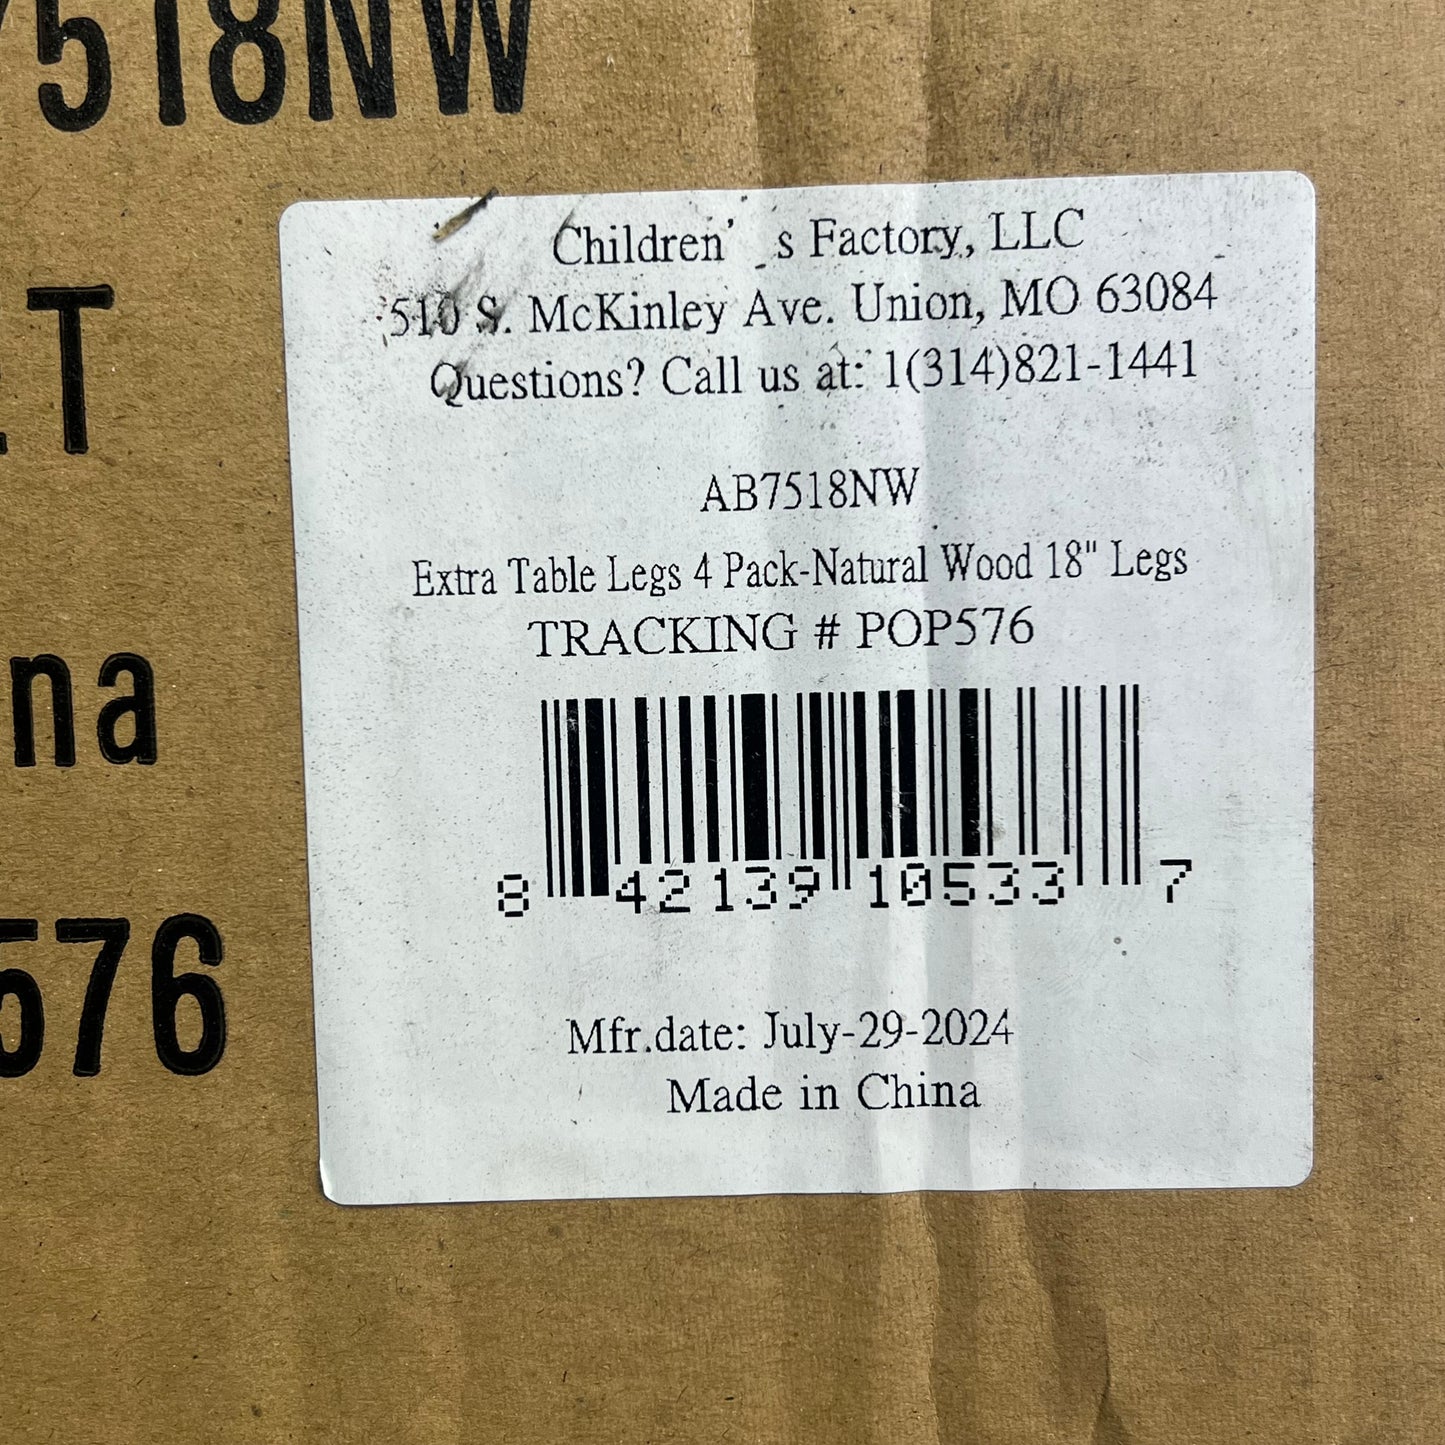 7518NW
T
na
576
Children's Factory, LLC
510 S. McKinley Ave. Union, MO 63084
Questions? Call us at: 1(314)821-1441
AB7518NW
Extra Table Legs 4 Pack-Natural Wood 18" Legs
TRACKING # POP576
8 42139 10533 7
Mfr.date: July-29-2024
Made in China